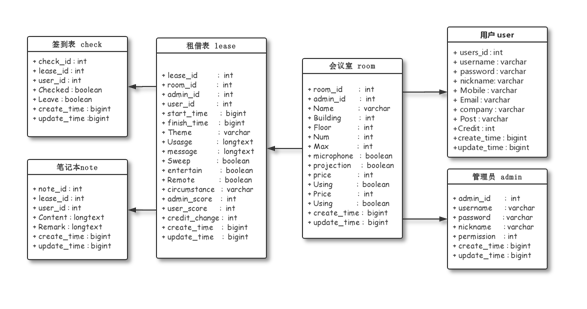 签到表 check
+ check_id : int
+ lease_id : int
+ user_id : int
+ Checked : boolean
+ Leave : boolean
+ create_time : bigint
+ update_time :bigint
笔记本note
+ note_id : int
+ lease_id : int
+ user_id : int
+ Content : longtext
+ Remark : longtext
+ create_time : bigint
+ update_time : bigint
租借表 lease
+ lease_id : int
+ room_id : int
+ admin_id : int
+ user_id : int
+ start_time : bigint
+ finish_time : bigint
+ Theme : varchar
+ Usasge : longtext
+ message : longtext
+ Sweep : boolean
+ entertain : boolean
+ Remote : boolean
+ circumstance : varchar
+ admin_score : int
+ user_score : int
+ credit_change : int
+ create_time : bigint
+ update_time : bigint
会议室 room
+ room_id : int
+ admin_id : int
+ Name : varchar
+ Building : int
+ Floor : int
+ Num : int
+ Max : int
+ microphone : boolean
+ projection : boolean
+ price : int
+ Using : boolean
+ Price : int
+ Using : boolean
+ create_time : bigint
+ update_time : bigint
用户 user
+ users_id : int
+ username : varchar
+ password : varchar
+ nickname: varchar
+ Mobile : varchar
+ Email : varchar
+ company : varchar
+ Post : varchar
+Credit : int
+create_time : bigint
+update_time : bigint
管理员 admin
+ admin_id : int
+ username : varchar
+ password : varchar
+ nickname : varchar
+ permission : int
+ create_time : bigint
+ update_time : bigint